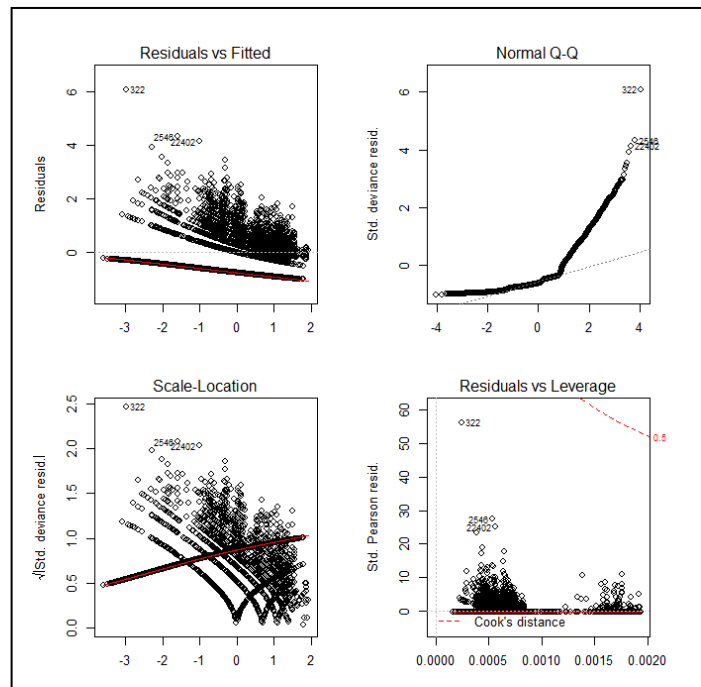 Residuals vs Fitted
Residuals
6
4
2
0
322
2546
22402
-3 -2 -1 0 1 2
Normal Q-Q
Std. deviance resid.
6
4
2
0
322
2546
22402
-4 -2 0 2 4
Scale-Location
√|Std. deviance resid.|
2.5
2.0
1.5
1.0
0.5
0.0
322
2546
22402
-3 -2 -1 0 1 2
Residuals vs Leverage
Std. Pearson resid.
60
50
40
30
20
10
0
322
2546
22402
0.5
Cook's distance
0.0000 0.0005 0.0010 0.0015 0.0020